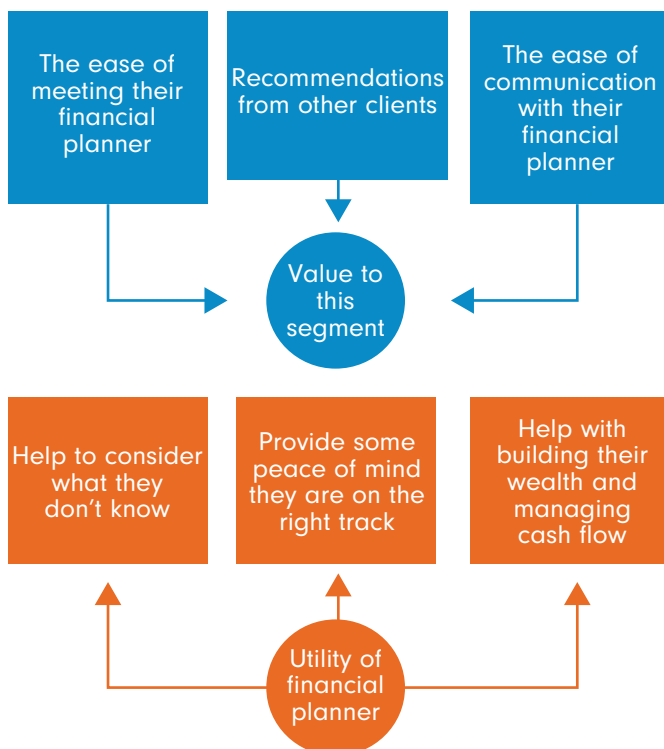 The ease of
meeting their
financial
planner
Recommendations
from other clients
The ease of
communication
with their
financial
planner
Value to
this
segment
Help to consider
what they
don’t know
Provide some
peace of mind
they are on the
right track
Help with
building their
wealth and
managing
cash flow
Utility of
financial
planner